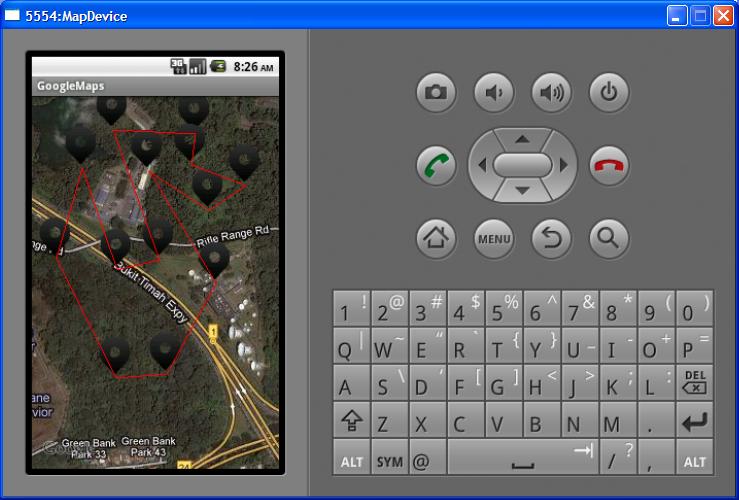 5554:MapDevice
3G
8:26 AM
GoogleMaps
Rifle Range Rd
nge Rd
Bukit Timah Expy
1
ane
vior
Green Bank
Park 33
Green Bank
Park 43
24
MENU
1 ! 2 @ 3 # 4 $ 5 % 6 ^ 7 & 8 * 9 ( 0 )
Q | W ~ E " R ` T { Y } U _ I - O + P =
DEL
A S \ D ' F [ G ] H < J > K ; L :
Z X C V B N M .
ALT SYM @ / ? , ALT